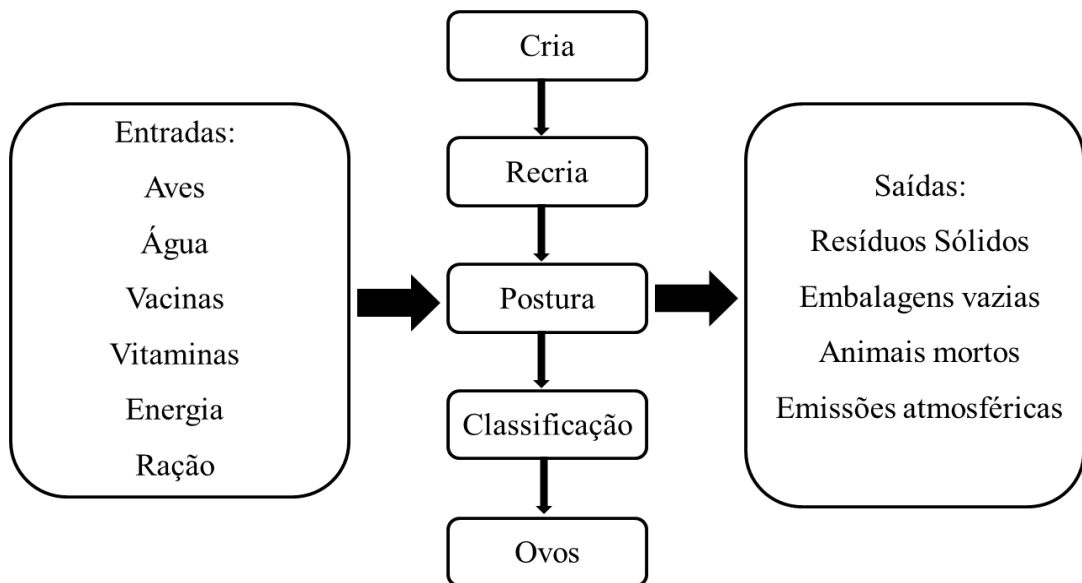 Entradas:
Aves
Água
Vacinas
Vitaminas
Energia
Ração
Cria
Recria
Postura
Classificação
Ovos
Saídas:
Resíduos Sólidos
Embalagens vazias
Animais mortos
Emissões atmosféricas